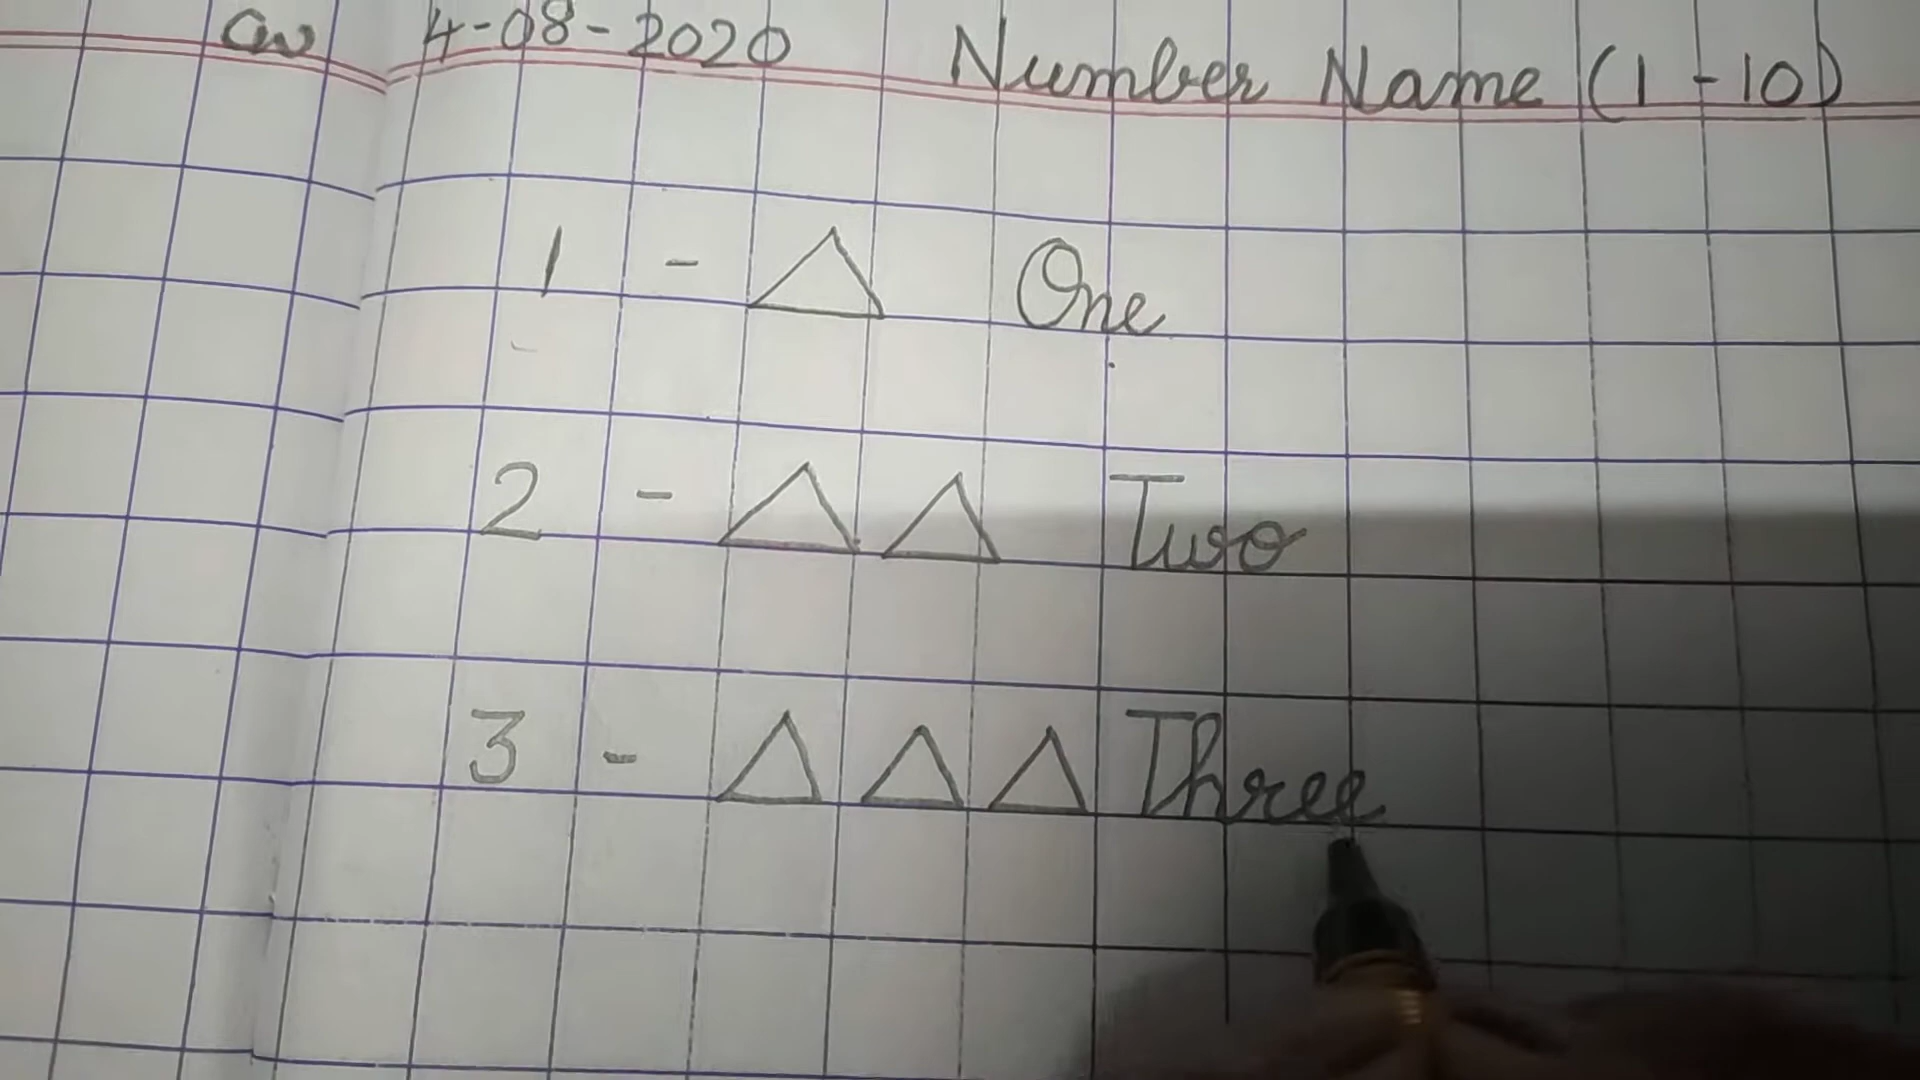 CW 4-08-2020 Number Name (1-10)
1 - △ One
2 - △ △ Two
3 - △ △ △ Three